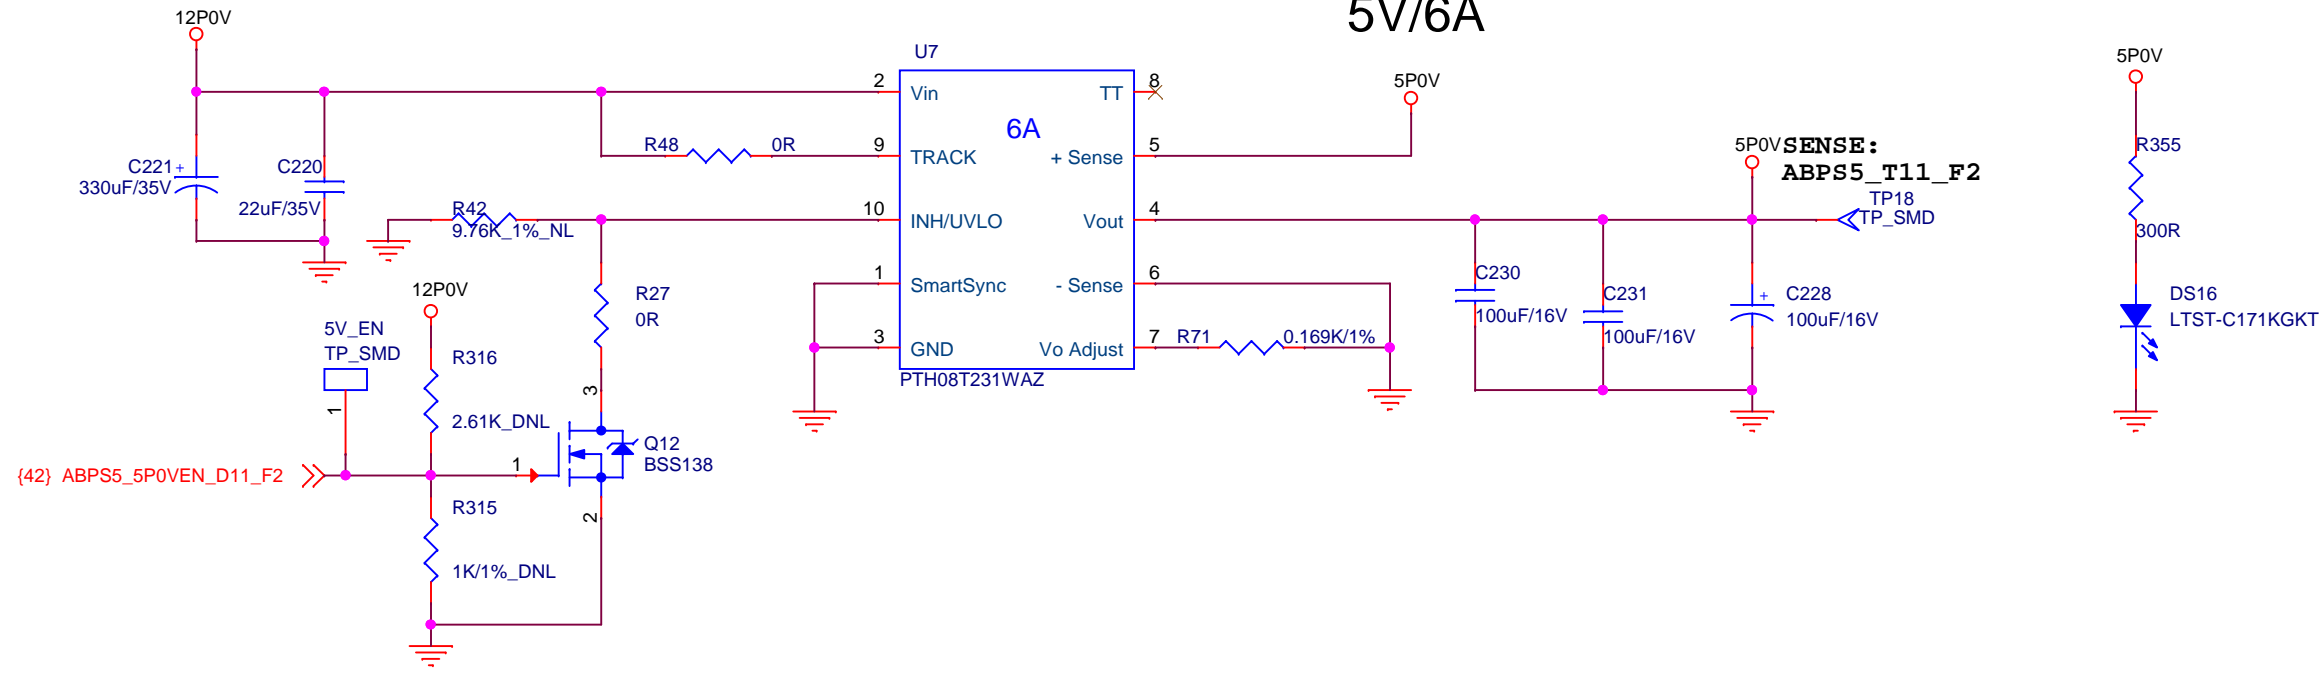 5V/6A
12P0V
U7
5P0V
2
Vin
TT
8
5P0V
6A
R48
0R
9
TRACK
+ Sense
5
5P0V
SENSE:
ABPS5_T11_F2
R355
C221
+
330uF/35V
C220
22uF/35V
R42
9.76K_1%_NL
10
INH/UVLO
Vout
4
TP18
TP_SMD
300R
1
SmartSync
- Sense
6
C230
100uF/16V
C231
100uF/16V
+
C228
100uF/16V
DS16
LTST-C171KGKT
12P0V
R27
0R
5V_EN
TP_SMD
1
R316
2.61K_DNL
3
GND
Vo Adjust
7
R71
0.169K/1%
PTH08T231WAZ
3
Q12
BSS138
{42} ABPS5_5P0VEN_D11_F2
1
2
R315
1K/1%_DNL